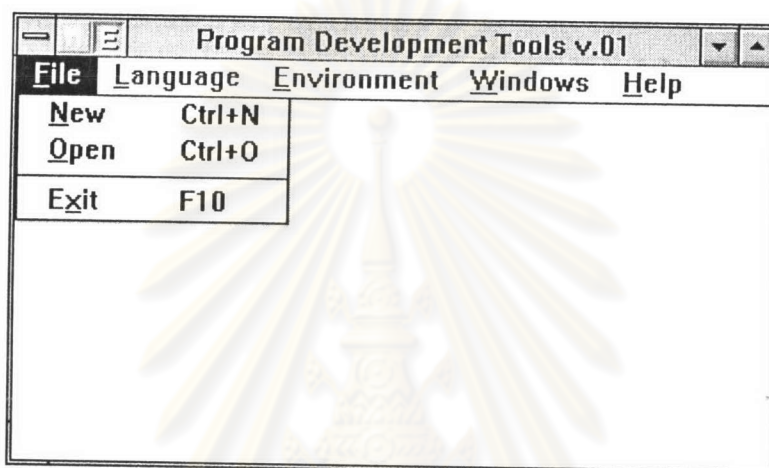 Program Development Tools v.01
File Language Environment Windows Help
New Ctrl+N
Open Ctrl+O
Exit F10